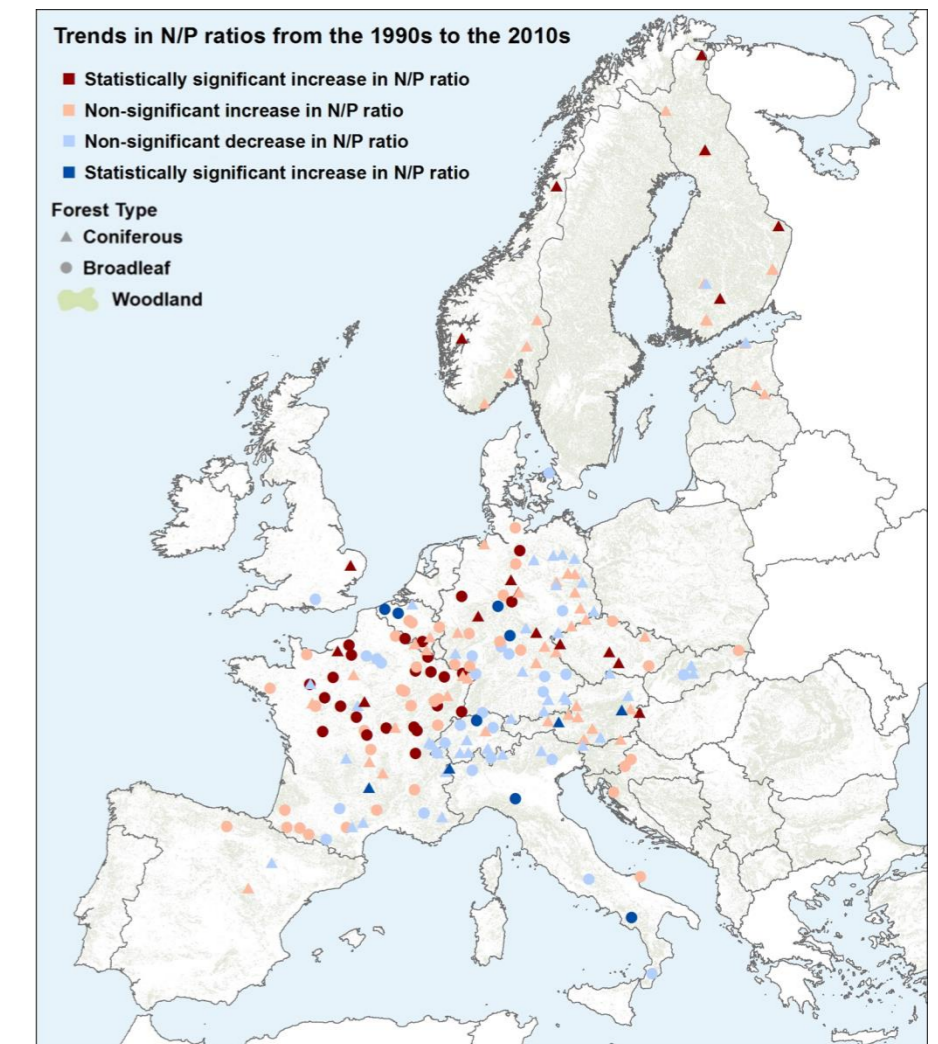 Trends in N/P ratios from the 1990s to the 2010s
Statistically significant increase in N/P ratio
Non-significant increase in N/P ratio
Non-significant decrease in N/P ratio
Statistically significant increase in N/P ratio
Forest Type
Coniferous
Broadleaf
Woodland